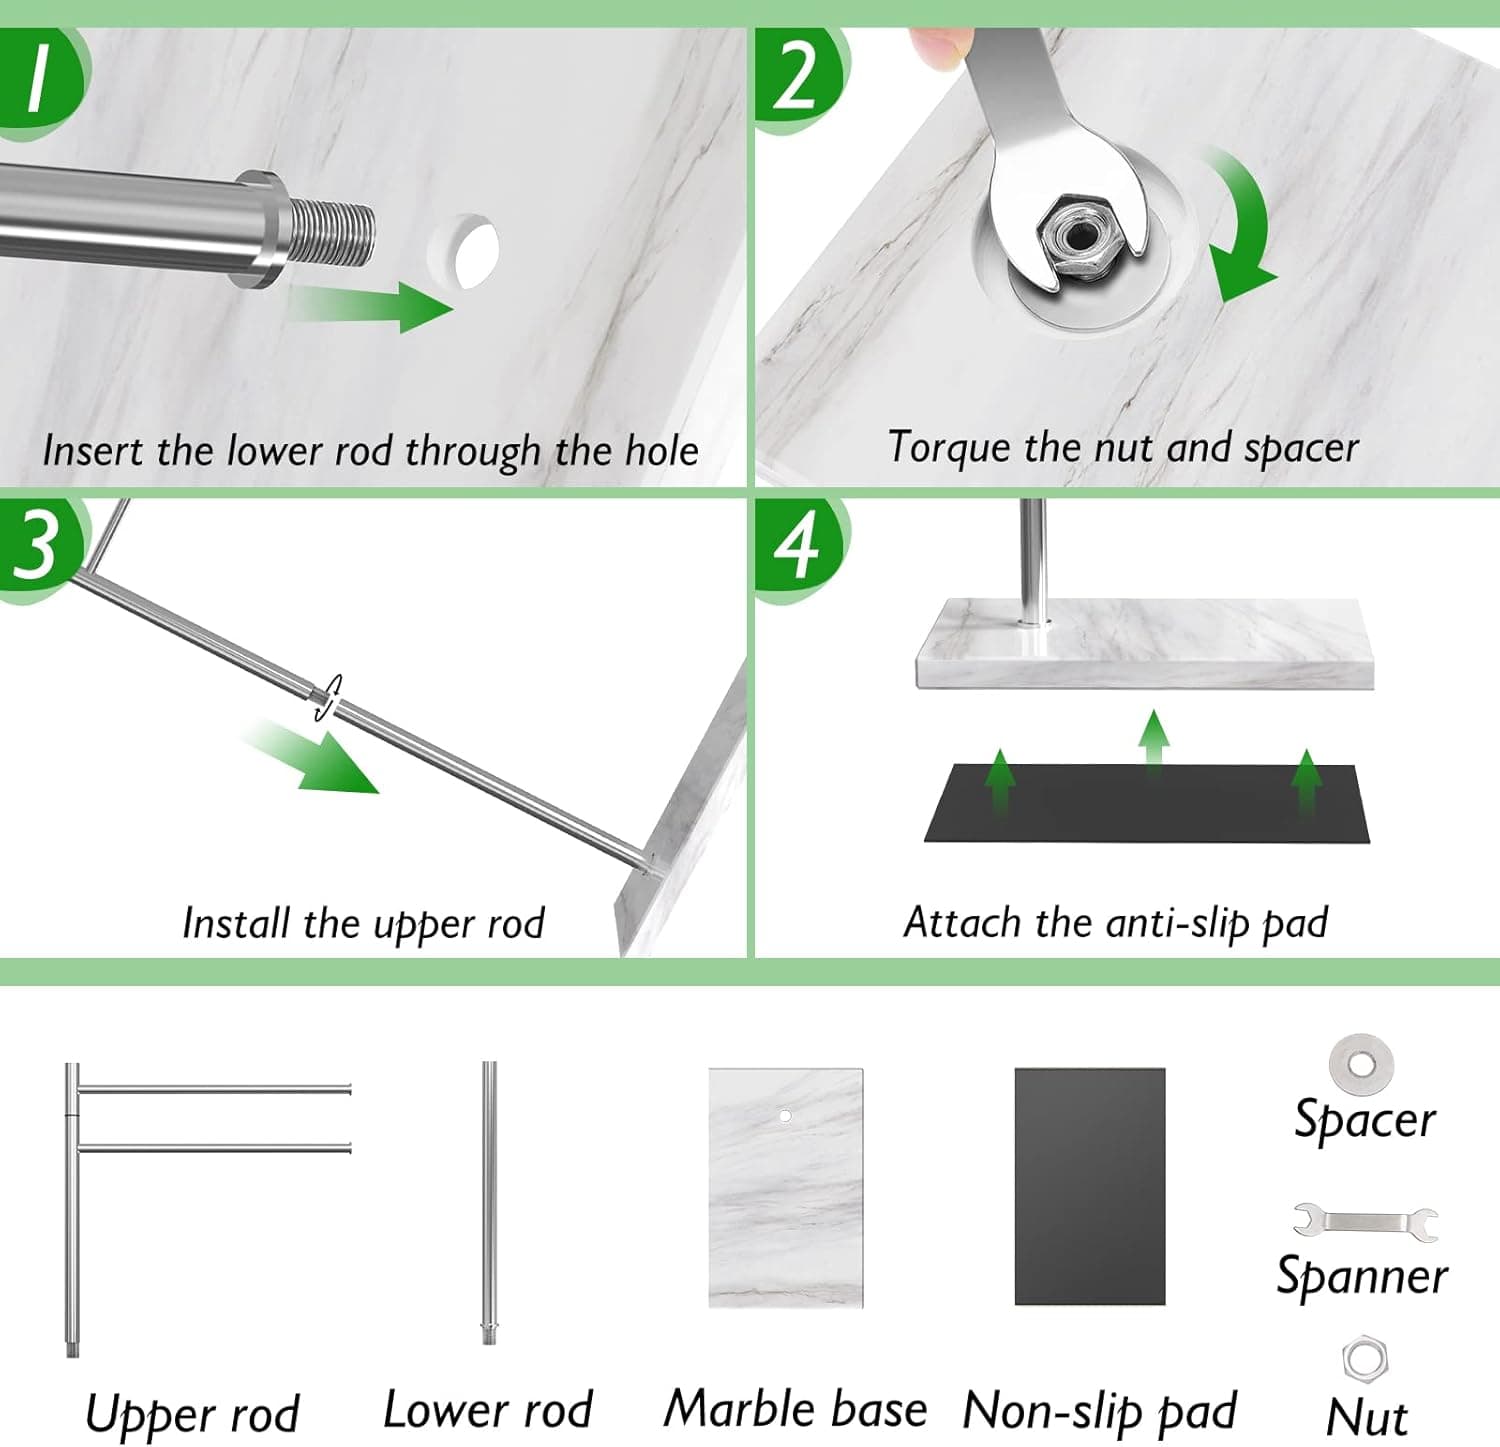 1
Insert the lower rod through the hole
2
Torque the nut and spacer
3
Install the upper rod
4
Attach the anti-slip pad
Upper rod
Lower rod
Marble base
Non-slip pad
Spacer
Spanner
Nut